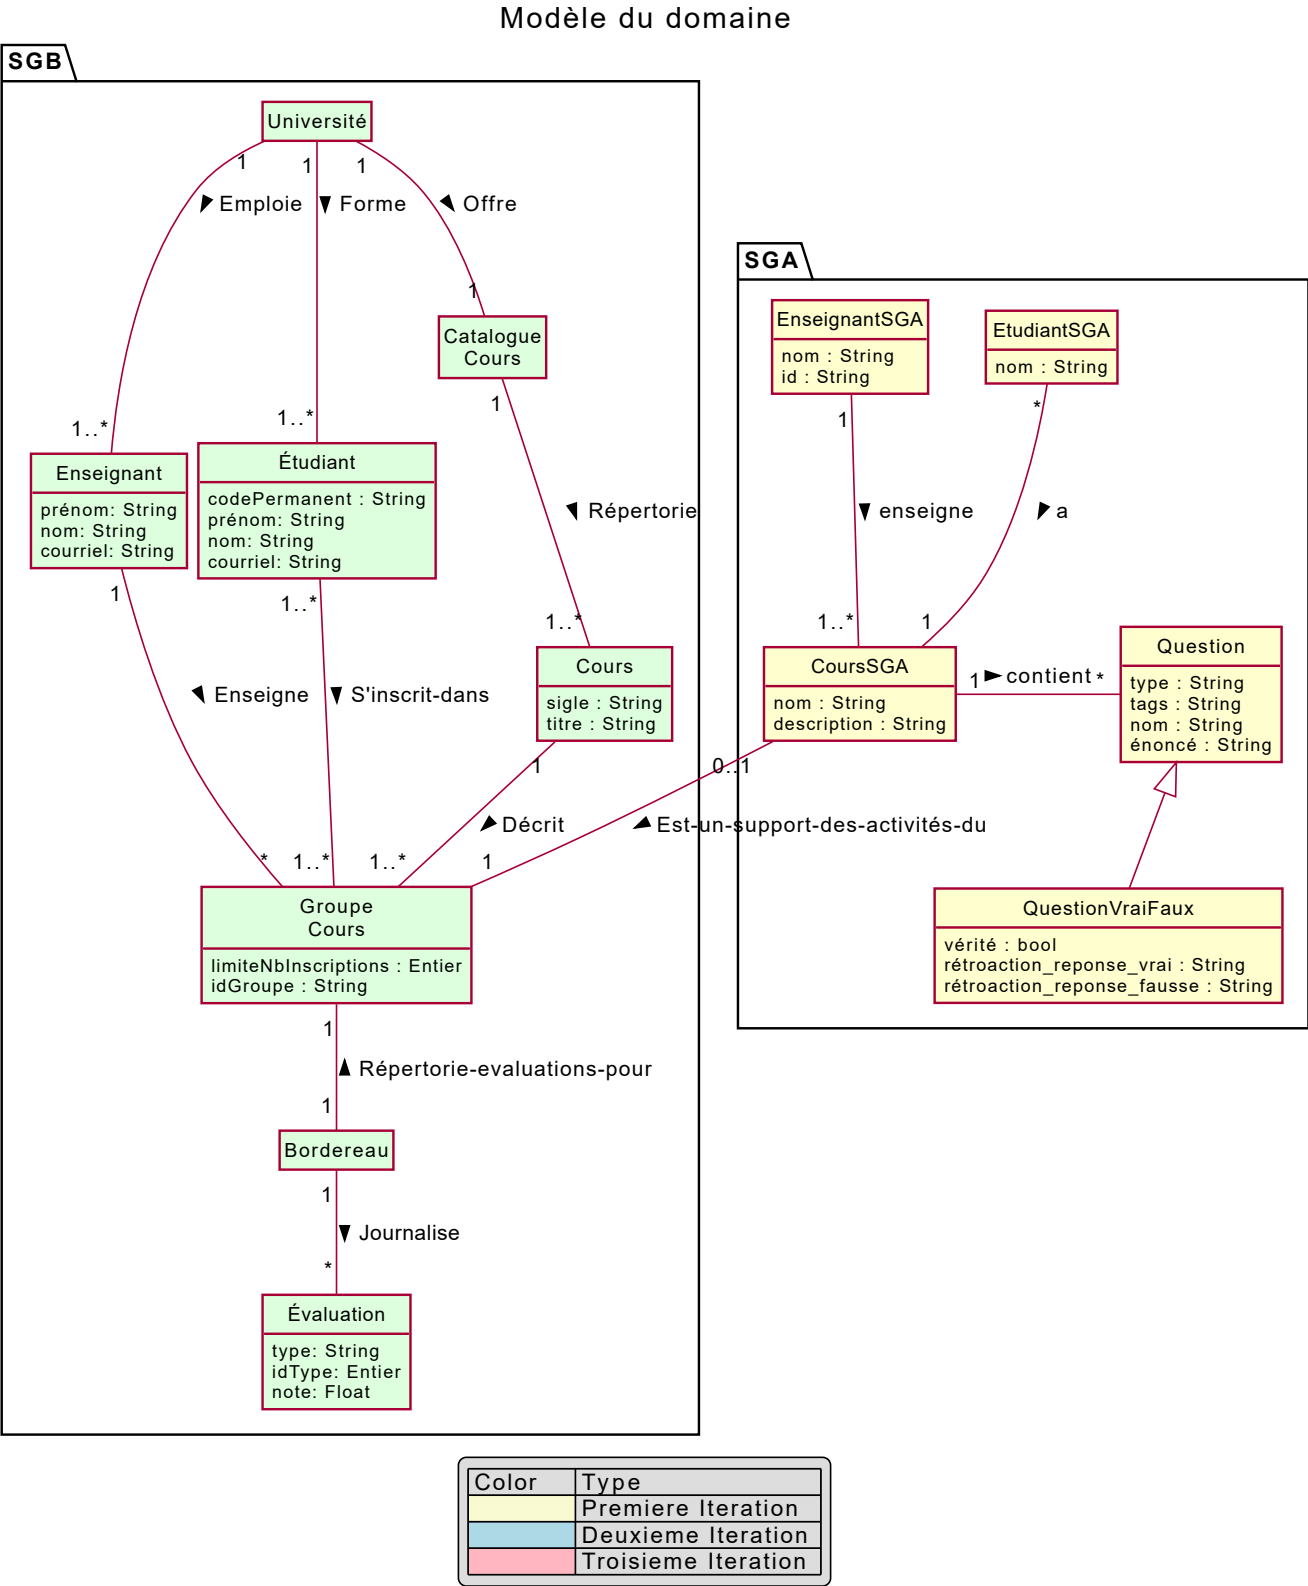 Modèle du domaine
SGB
Université
1
1
1
Emploie
Forme
Offre
1
Catalogue
Cours
1
1..*
1..*
Enseignant
prénom: String
nom: String
courriel: String
Étudiant
codePermanent : String
prénom: String
nom: String
courriel: String
Répertorie
1
1..*
1..*
Cours
sigle : String
titre : String
Enseigne
S'inscrit-dans
1
Décrit
*
1..*
1..*
1
Groupe
Cours
limiteNbInscriptions : Entier
idGroupe : String
1
Répertorie-evaluations-pour
1
Bordereau
1
Journalise
*
Évaluation
type: String
idType: Entier
note: Float
SGA
EnseignantSGA
nom : String
id : String
EtudiantSGA
nom : String
1
*
enseigne
a
1..*
1
CoursSGA
nom : String
description : String
1
contient
*
Question
type : String
tags : String
nom : String
énoncé : String
0..1
Est-un-support-des-activités-du
QuestionVraiFaux
vérité : bool
rétroaction_reponse_vrai : String
rétroaction_reponse_fausse : String
Color Type
Premiere Iteration
Deuxieme Iteration
Troisieme Iteration